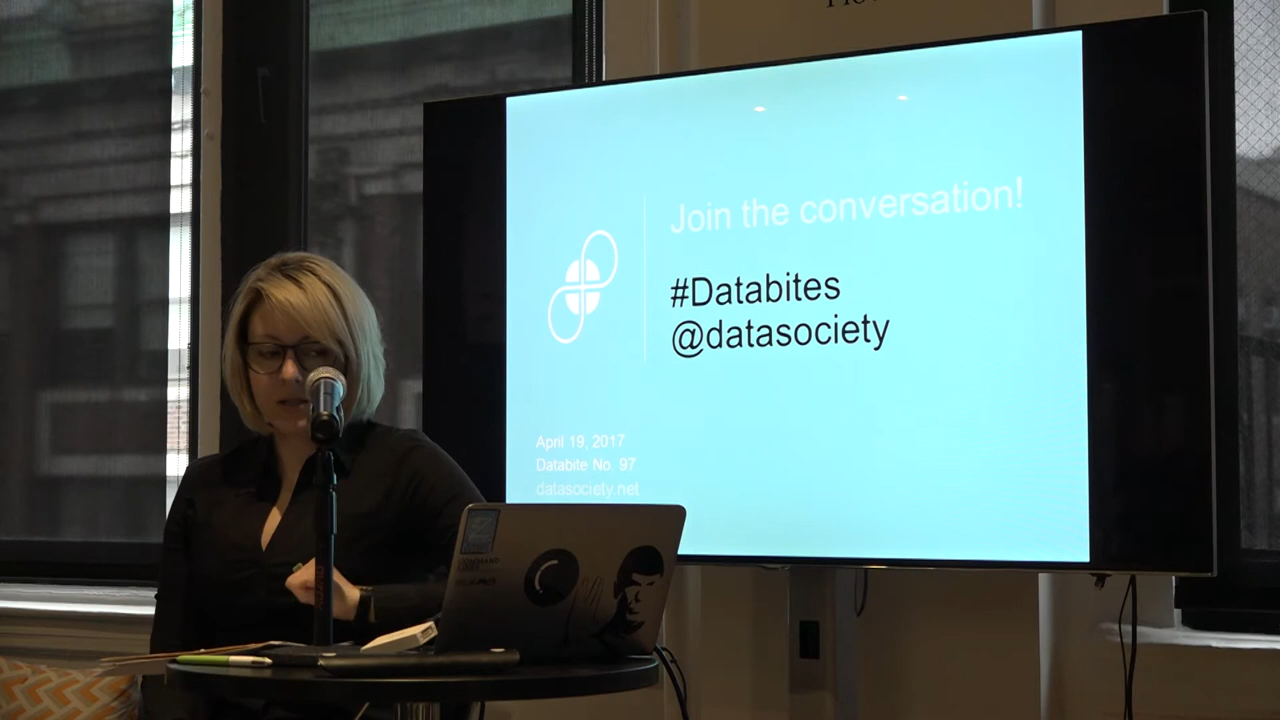 Join the conversation!
#Databites
@datasociety
April 19, 2017
Databite No. 97
datasociety.net